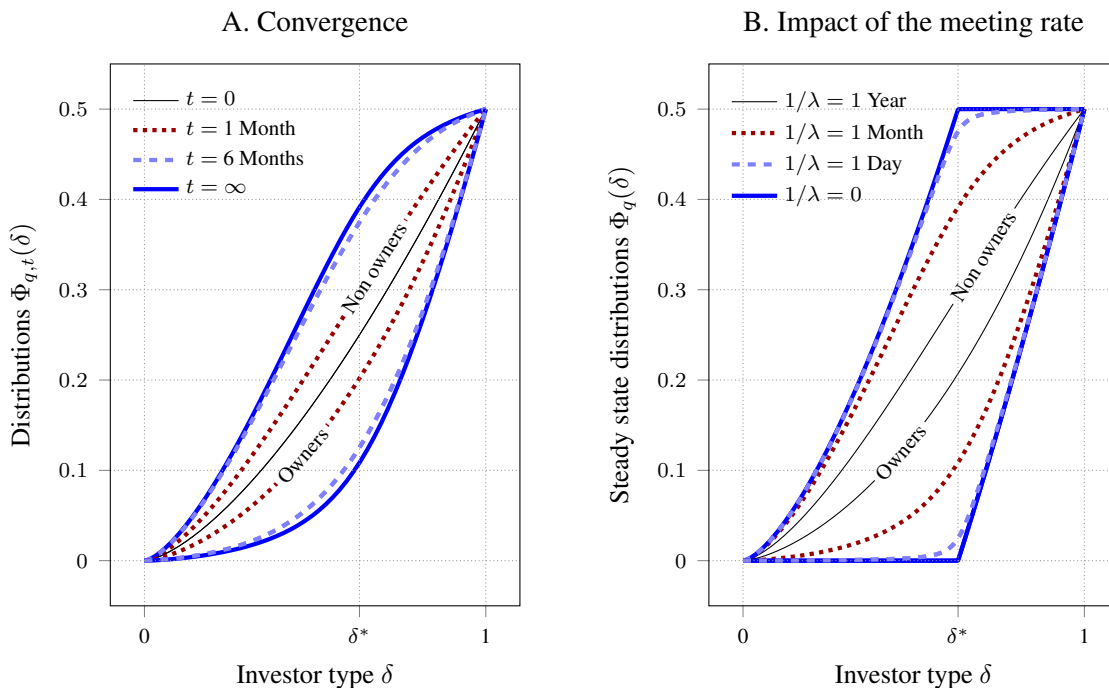 A. Convergence
t = 0
t = 1 Month
t = 6 Months
t = ∞
Non owners
Owners
0.5
0.4
0.3
0.2
0.1
0
0
δ*
1
Distributions Φq,t(δ)
Investor type δ
B. Impact of the meeting rate
1/λ = 1 Year
1/λ = 1 Month
1/λ = 1 Day
1/λ = 0
Non owners
Owners
0.5
0.4
0.3
0.2
0.1
0
0
δ*
1
Steady state distributions Φq(δ)
Investor type δ